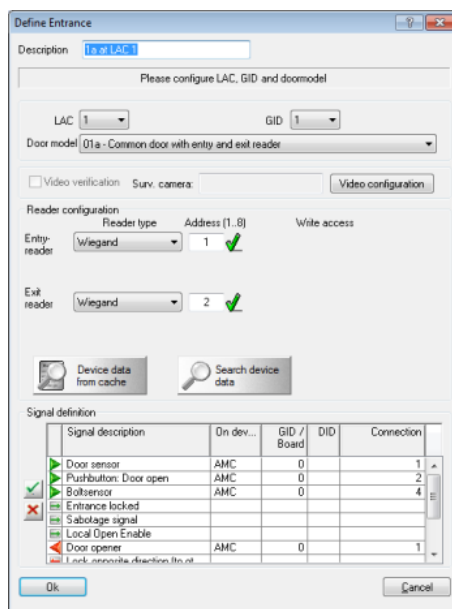 Define Entrance
Description 1a at LAC 1
Please configure LAC, GID and doormodel
LAC 1 GID 1
Door model 01a - Common door with entry and exit reader
Video verification Surv. camera: Video configuration
Reader configuration
Reader type Address (1..8) Write access
Entry-
reader Wiegand 1
Exit
reader Wiegand 2
Device data
from cache
Search device
data
Signal definition
Signal description On dev... GID /
Board DID Connection
Door sensor AMC 0 1
Pushbutton: Door open AMC 0 2
Boltsensor AMC 0 4
Entrance locked
Sabotage signal
Local Open Enable
Door opener AMC 0 1
Lock opposite direction (to ot
Ok Cancel